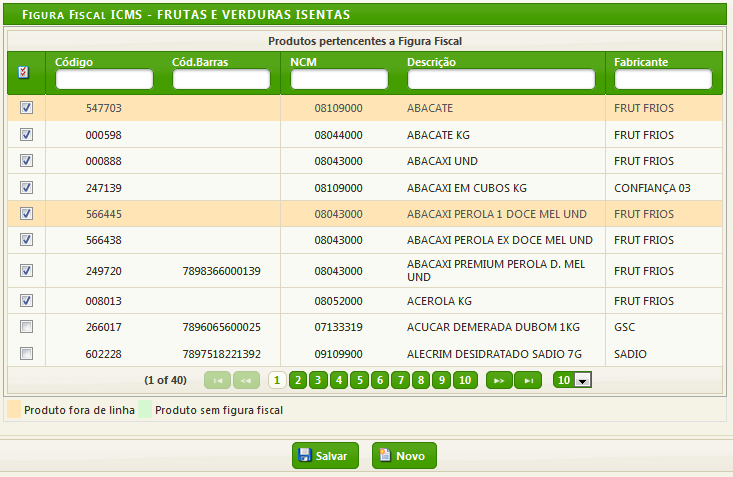 FIGURA FISCAL ICMS - FRUTAS E VERDURAS ISENTAS
Produtos pertencentes a Figura Fiscal
Código Cód.Barras NCM Descrição Fabricante
547703 08109000 ABACATE FRUT FRIOS
000598 08044000 ABACATE KG FRUT FRIOS
000888 08043000 ABACAXI UND FRUT FRIOS
247139 08109000 ABACAXI EM CUBOS KG CONFIANÇA 03
566445 08043000 ABACAXI PEROLA 1 DOCE MEL UND FRUT FRIOS
566438 08043000 ABACAXI PEROLA EX DOCE MEL UND FRUT FRIOS
249720 7898366000139 08043000 ABACAXI PREMIUM PEROLA D. MEL UND FRUT FRIOS
008013 08052000 ACEROLA KG FRUT FRIOS
266017 7896065600025 07133319 ACUCAR DEMERADA DUBOM 1KG GSC
602228 7897518221392 09109900 ALECRIM DESIDRATADO SADIO 7G SADIO
(1 of 40) 1 2 3 4 5 6 7 8 9 10 10
Produto fora de linha Produto sem figura fiscal
Salvar Novo